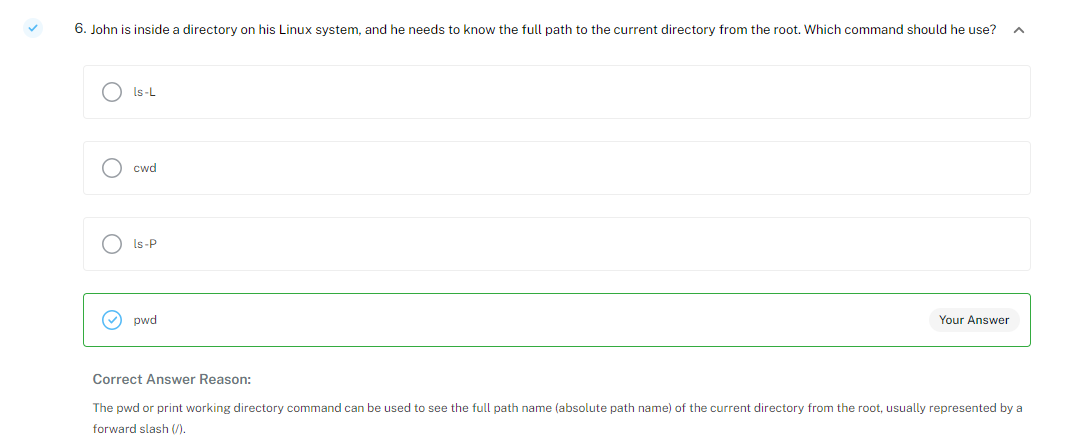 6. John is inside a directory on his Linux system, and he needs to know the full path to the current directory from the root. Which command should he use?
ls -L
cwd
ls -P
pwd
Your Answer
Correct Answer Reason:
The pwd or print working directory command can be used to see the full path name (absolute path name) of the current directory from the root, usually represented by a
forward slash (/).